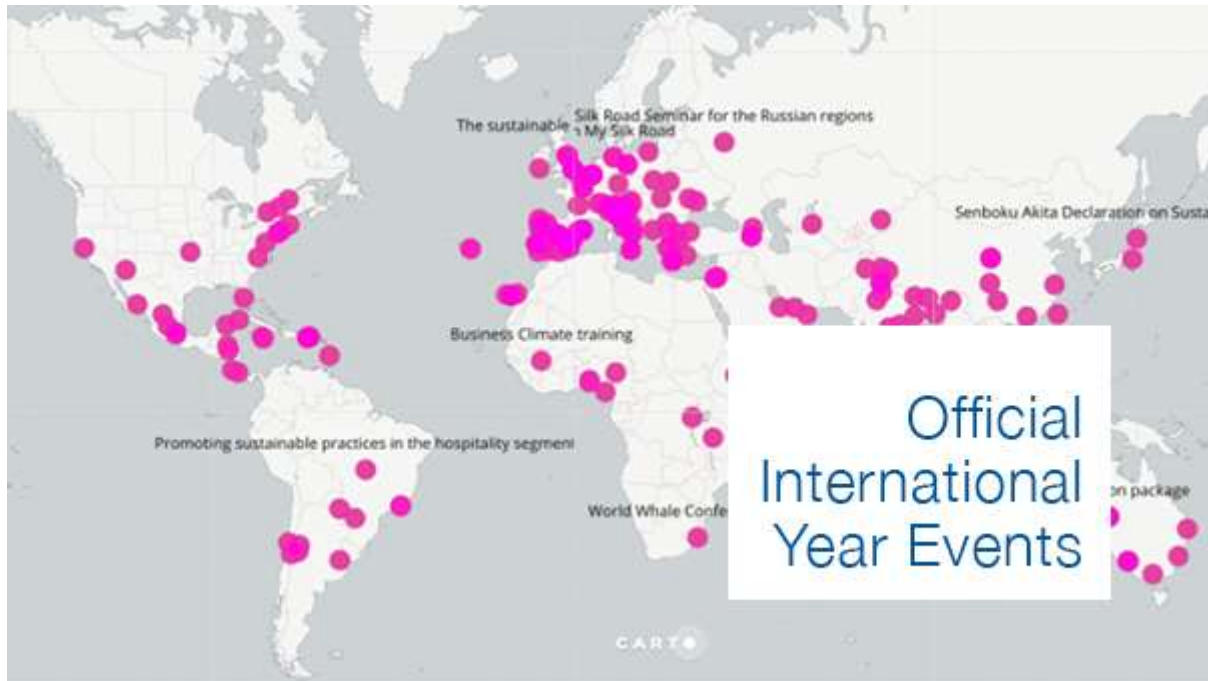 Silk Road Seminar for the Russian regions
The sustainable
My Silk Road
Senboku Akita Declaration on Susta
Business Climate training
Promoting sustainable practices in the hospitality segment
World Whale Confe
on package
Official
International
Year Events
CARTO